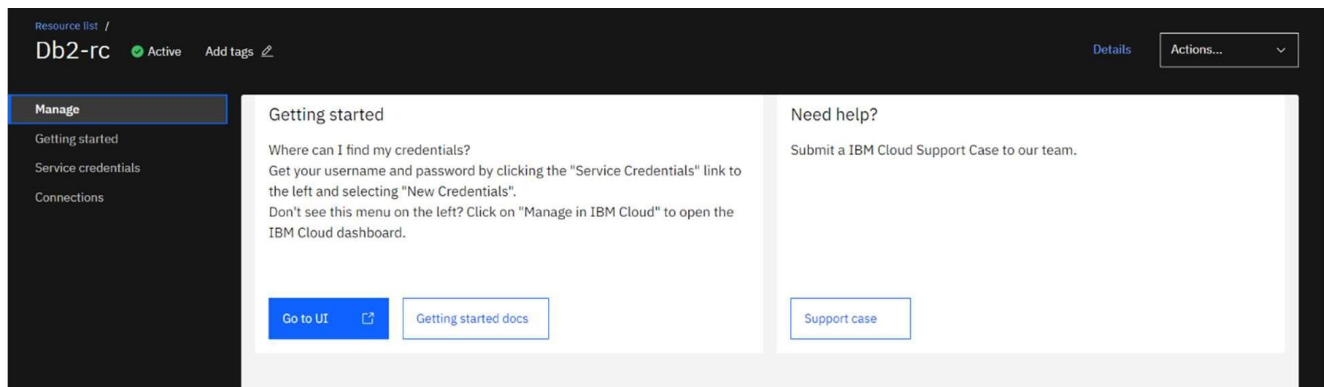 Resource list /
Db2-rc Active Add tags
Details Actions...
Manage
Getting started
Service credentials
Connections
Getting started
Where can I find my credentials?
Get your username and password by clicking the "Service Credentials" link to
the left and selecting "New Credentials".
Don't see this menu on the left? Click on "Manage in IBM Cloud" to open the
IBM Cloud dashboard.
Go to UI
Getting started docs
Need help?
Submit a IBM Cloud Support Case to our team.
Support case